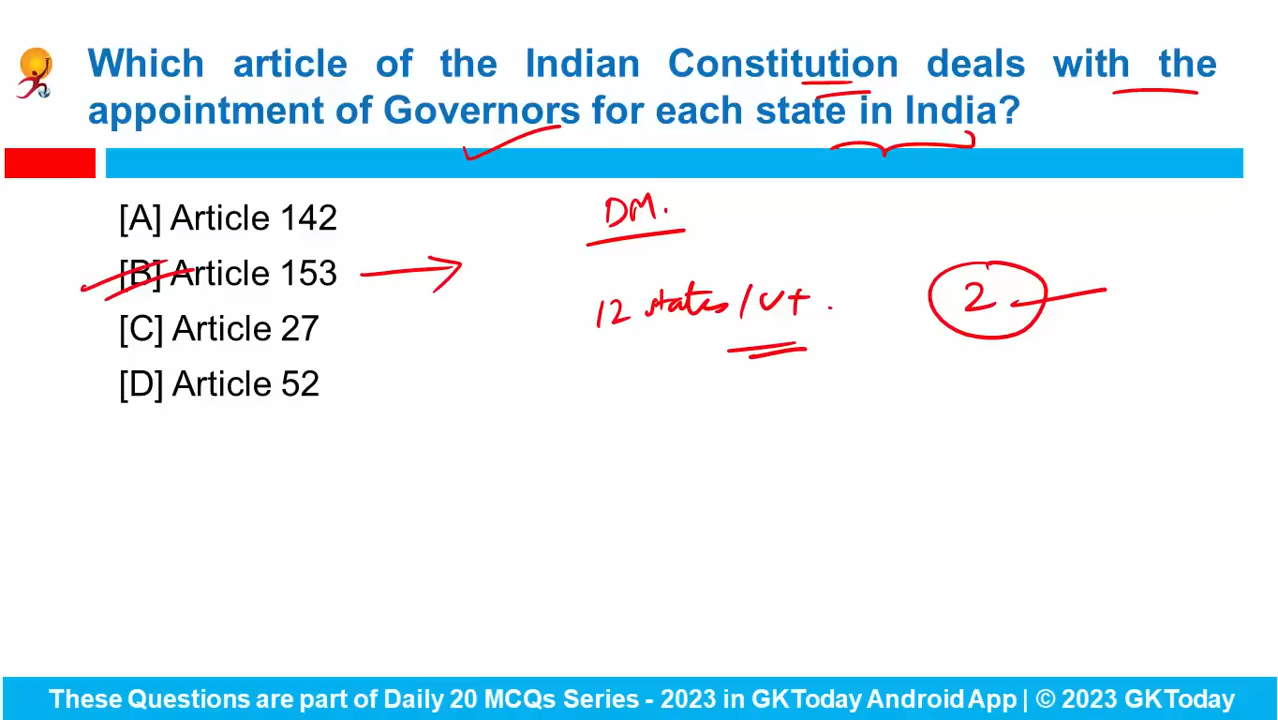 Which article of the Indian Constitution deals with the
appointment of Governors for each state in India?
[A] Article 142
DM.
[B] Article 153
12 states / UT.
2
[C] Article 27
[D] Article 52
These Questions are part of Daily 20 MCQs Series - 2023 in GKToday Android App | © 2023 GKToday